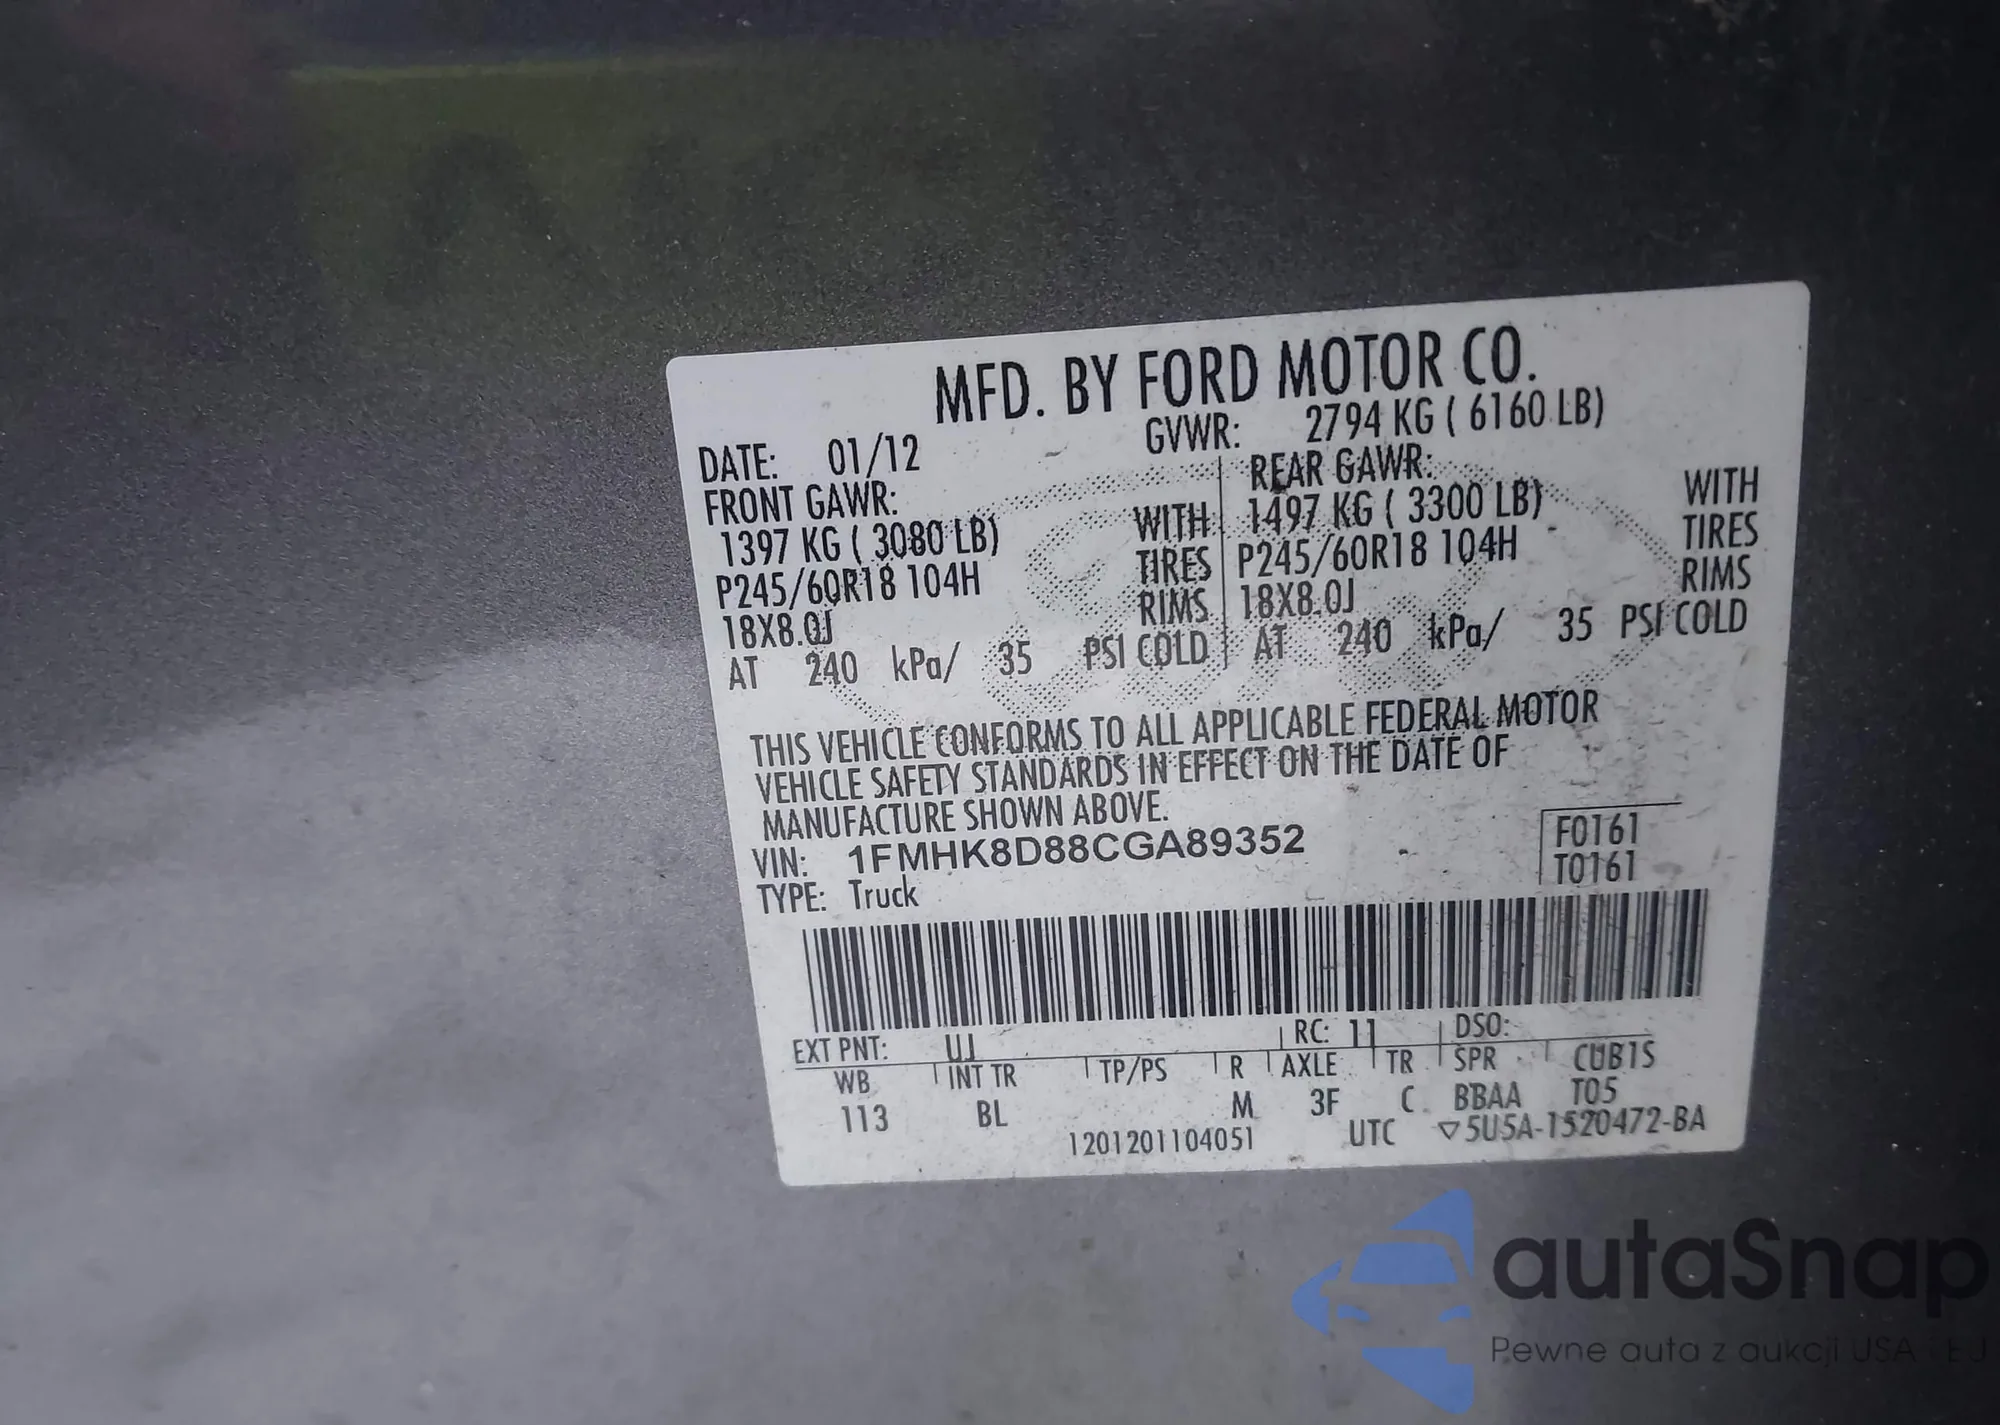 MFD. BY FORD MOTOR CO.
DATE: 01/12 GVWR: 2794 KG ( 6160 LB)
FRONT GAWR: REAR GAWR:
1397 KG ( 3080 LB) WITH 1497 KG ( 3300 LB) WITH
P245/60R18 104H TIRES P245/60R18 104H TIRES
18X8.0J RIMS 18X8.0J RIMS
AT 240 kPa/ 35 PSI COLD AT 240 kPa/ 35 PSI COLD
THIS VEHICLE CONFORMS TO ALL APPLICABLE FEDERAL MOTOR
VEHICLE SAFETY STANDARDS IN EFFECT ON THE DATE OF
MANUFACTURE SHOWN ABOVE.
VIN: 1FMHK8D88CGA89352 F0161
TYPE: Truck T0161
EXT PNT: UJ RC: 11 DSO:
WB INT TR TP/PS R AXLE TR SPR CUB1S
113 BL M 3F C BBAA T05
1201201104051 UTC ▽5U5A-1520472-BA
autaSnap
Pewne auta z aukcji USA - EU